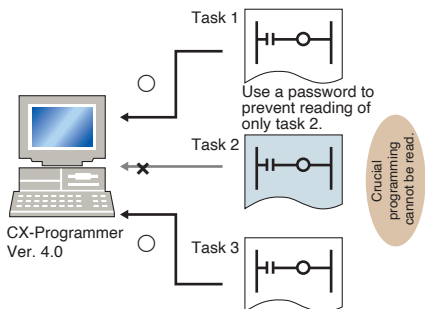 Task 1
Use a password to
prevent reading of
only task 2.
Task 2
Crucial
programming
cannot be read.
CX-Programmer
Ver. 4.0
Task 3